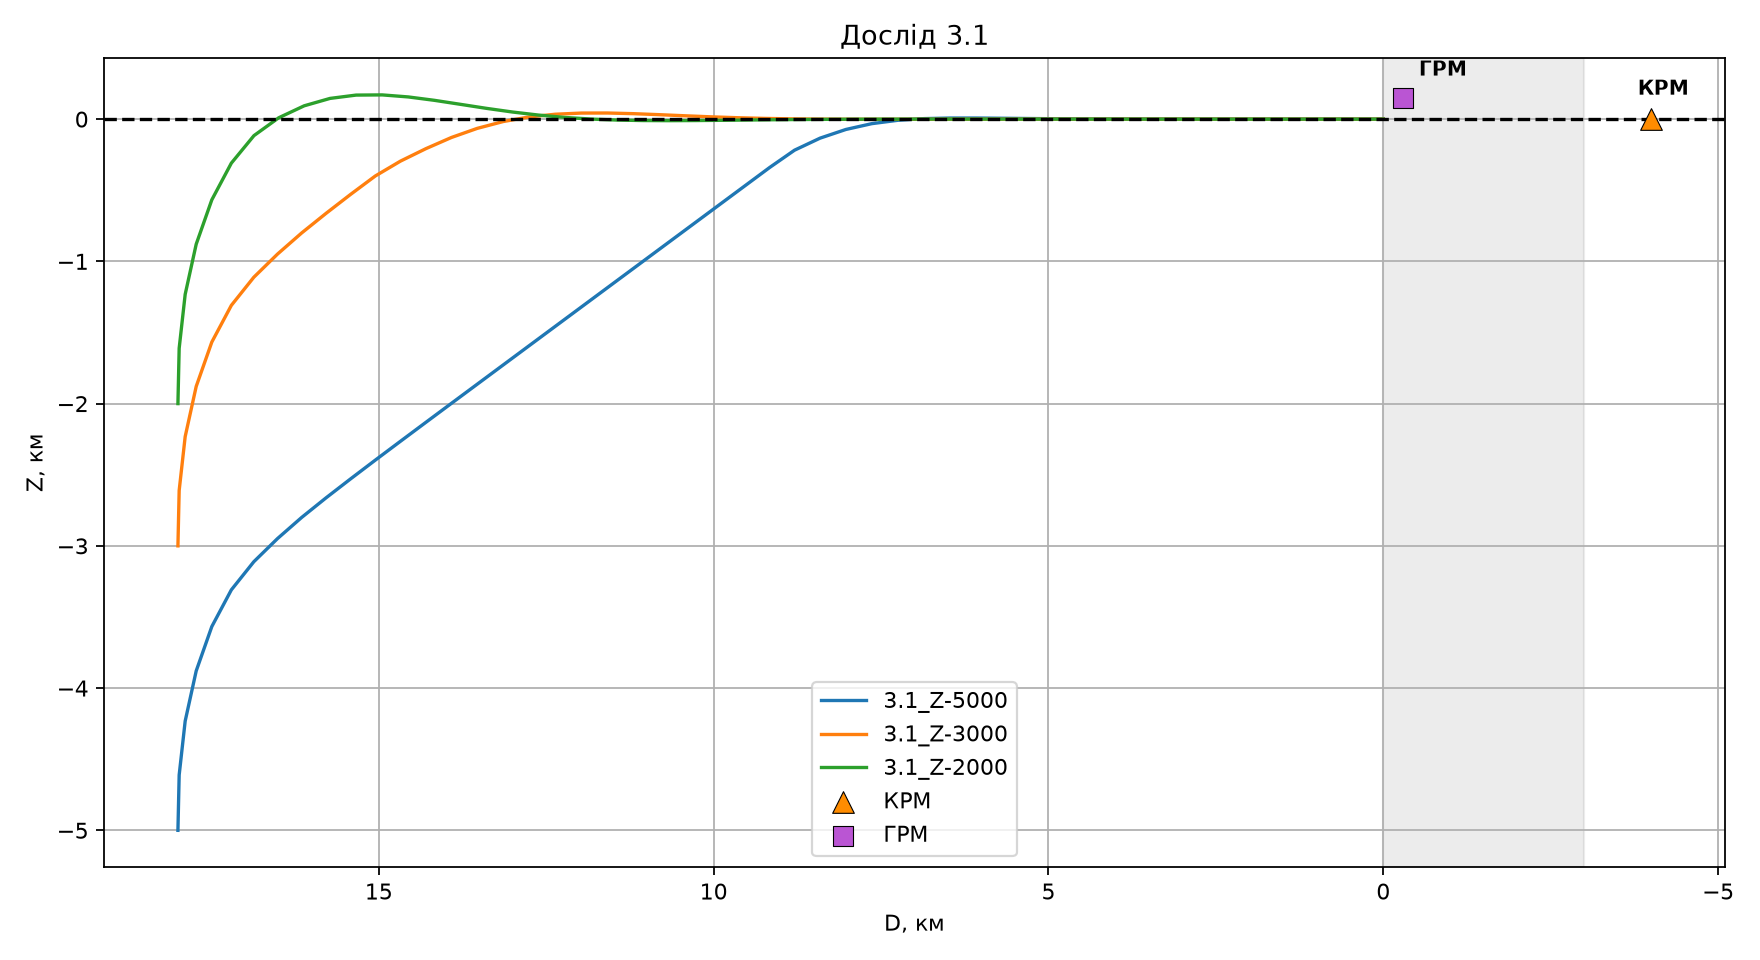 Дослід 3.1
ГРМ
КРМ
0
−1
−2
−3
−4
−5
Z, км
3.1_Z-5000
3.1_Z-3000
3.1_Z-2000
КРМ
ГРМ
15 10 5 0 −5
D, км